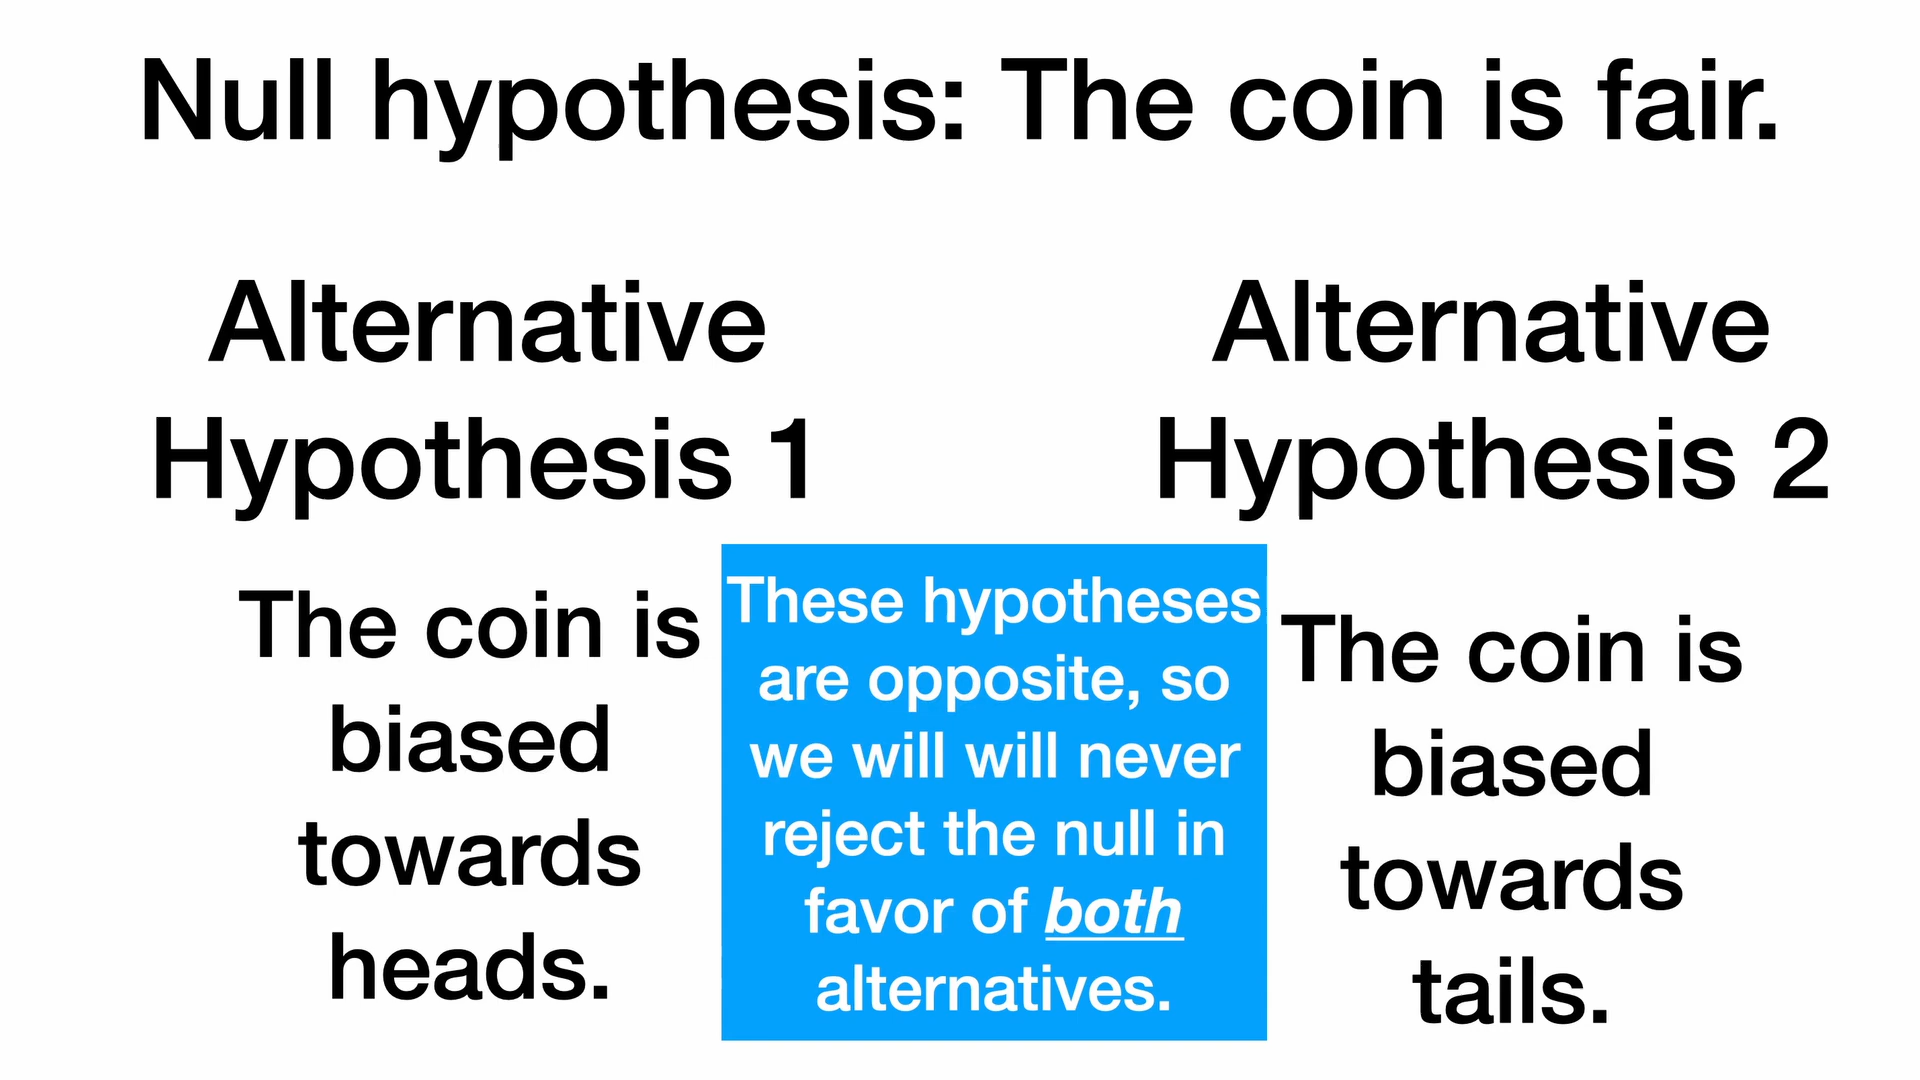 Null hypothesis: The coin is fair.
Alternative
Hypothesis 1
The coin is
biased
towards
heads.
These hypotheses
are opposite, so
we will will never
reject the null in
favor of both
alternatives.
Alternative
Hypothesis 2
The coin is
biased
towards
tails.